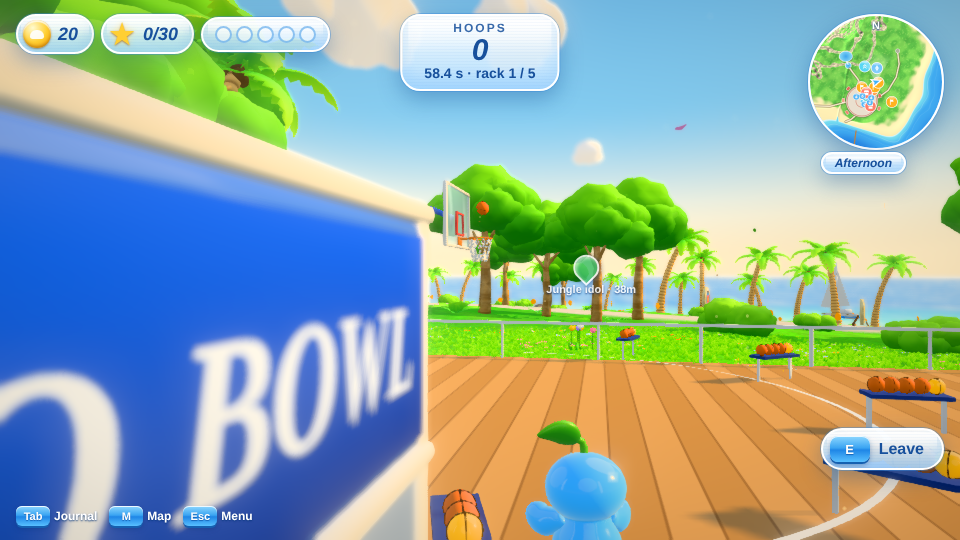 20
0/30
HOOPS
0
58.4 s · rack 1 / 5
N
Afternoon
Jungle idol · 38m
BOWL
E Leave
Tab Journal
M Map
Esc Menu